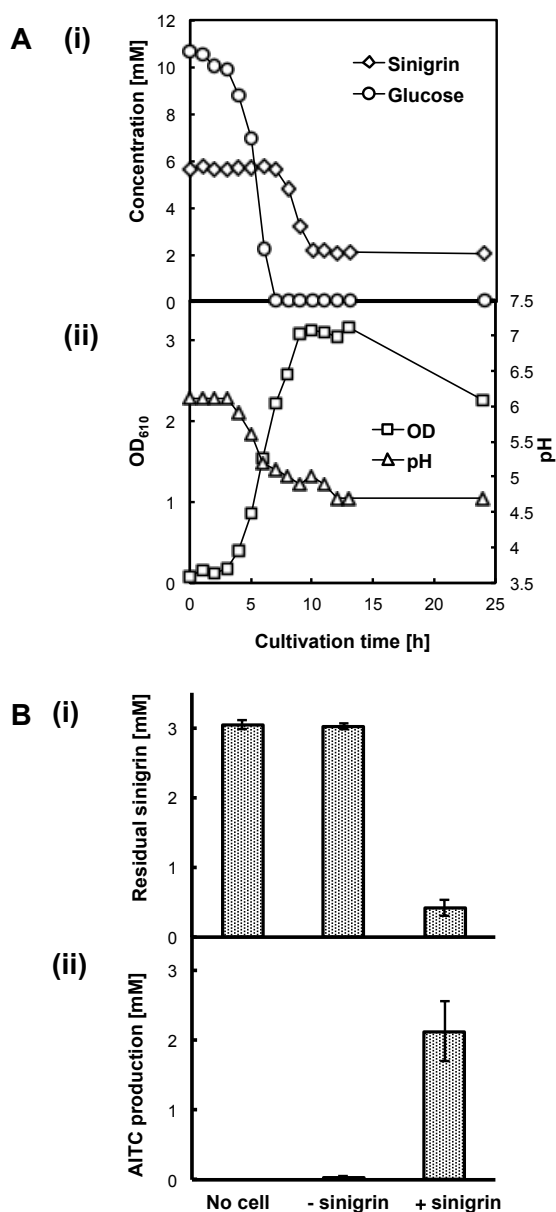 A (i)
Concentration [mM]
12
10
8
6
4
2
0
Sinigrin
Glucose
(ii)
OD610
3
2
1
0
7.5
7
6.5
6
5.5
5
4.5
4
3.5
pH
OD
pH
0 5 10 15 20 25
Cultivation time [h]
B (i)
Residual sinigrin [mM]
3
2
1
0
(ii)
AITC production [mM]
3
2
1
0
No cell - sinigrin + sinigrin